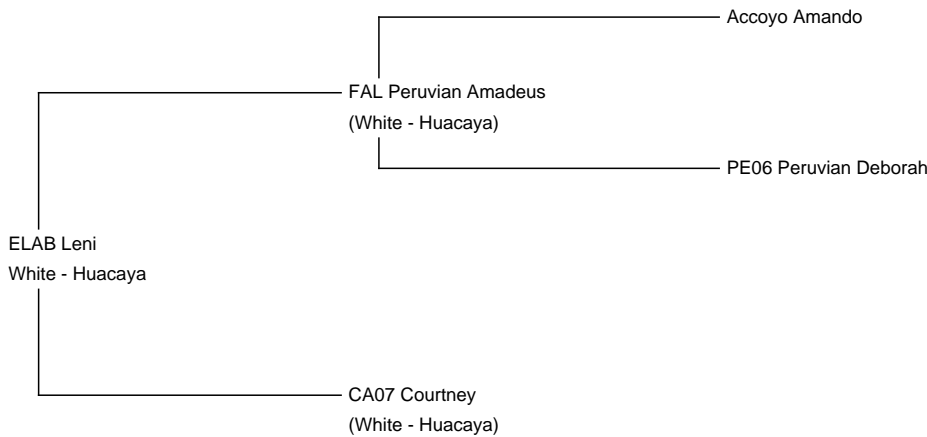 Accoyo Amando
FAL Peruvian Amadeus
(White - Huacaya)
PE06 Peruvian Deborah
ELAB Leni
White - Huacaya
CA07 Courtney
(White - Huacaya)